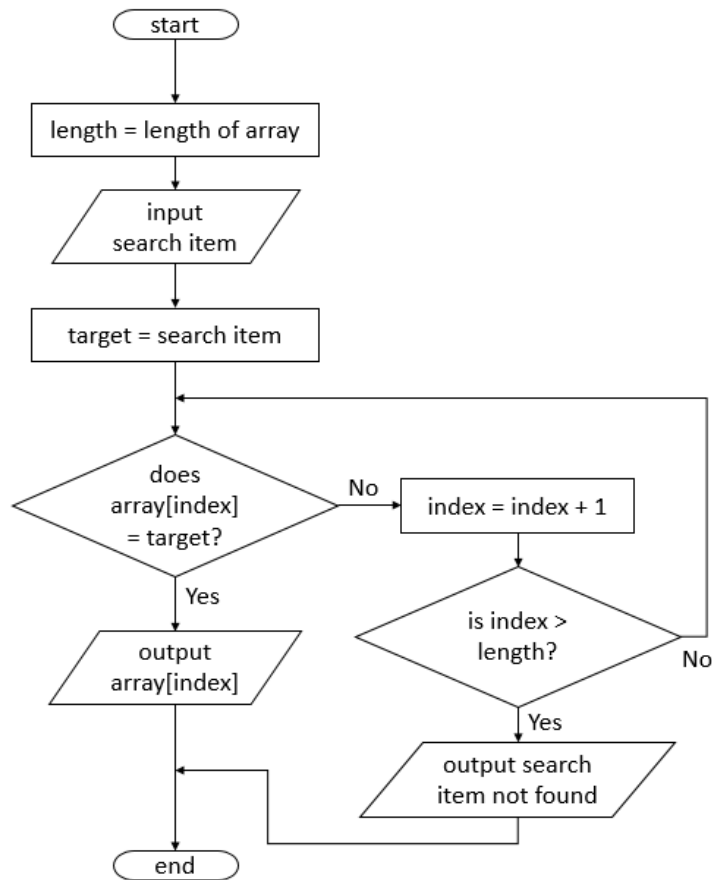 start
length = length of array
input
search item
target = search item
does
array[index]
= target?
No
index = index + 1
Yes
is index >
length?
No
output
array[index]
Yes
output search
item not found
end